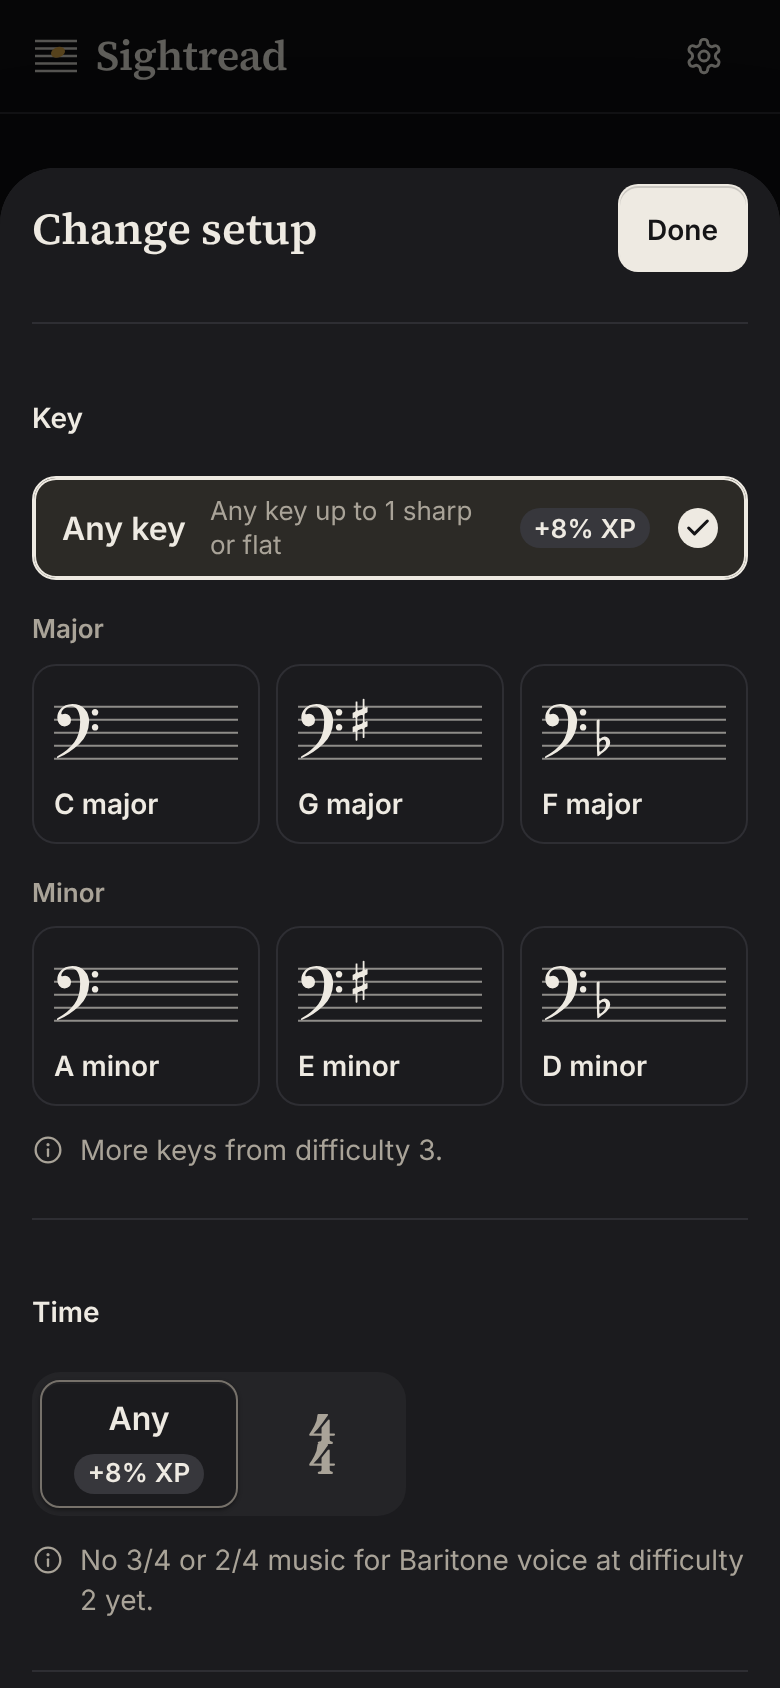 Sightread
Change setup
Done
Key
Any key
Any key up to 1 sharp
or flat
+8% XP
Major
C major
G major
F major
Minor
A minor
E minor
D minor
More keys from difficulty 3.
Time
Any
+8% XP
4
4
No 3/4 or 2/4 music for Baritone voice at difficulty
2 yet.